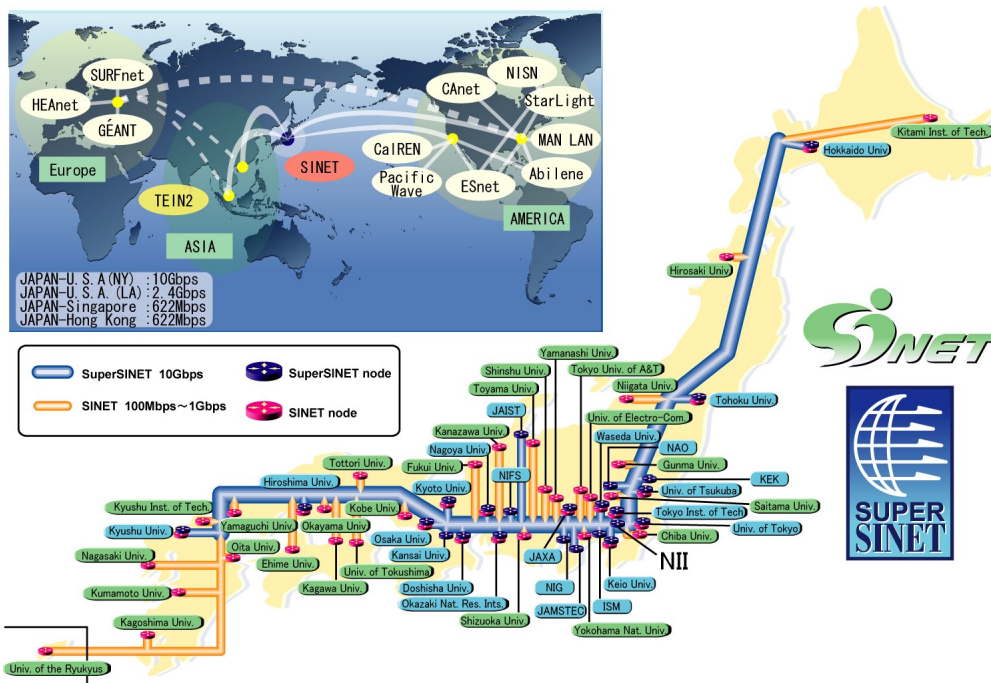 SURFnet
HEAnet
GÉANT
Europe
TEIN2
ASIA
SINET
CAnet
NISN
StarLight
MAN LAN
CalREN
Pacific
Wave
ESnet
Abilene
AMERICA
JAPAN-U.S.A(NY) :10Gbps
JAPAN-U.S.A.(LA) :2.4Gbps
JAPAN-Singapore :622Mbps
JAPAN-Hong Kong :622Mbps
SuperSINET 10Gbps
SuperSINET node
SINET 100Mbps～1Gbps
SINET node
Kitami Inst. of Tech.
Hokkaido Univ.
Hirosaki Univ.
SiNET
SUPER
SINET
Yamanashi Univ.
Shinshu Univ.
Tokyo Univ. of A&T
Toyama Univ.
Niigata Univ.
Tohoku Univ.
JAIST
Univ. of Electro-Com.
Kanazawa Univ.
Waseda Univ.
Nagoya Univ.
NAO
Fukui Univ.
Gunma Univ.
Tottori Univ.
NIFS
KEK
Hiroshima Univ.
Kyoto Univ.
Univ. of Tsukuba
Kyushu Inst. of Tech.
Kobe Univ.
Saitama Univ.
Tokyo Inst. of Tech
Kyushu Univ.
Yamaguchi Univ.
Okayama Univ.
Osaka Univ.
Univ. of Tokyo
Chiba Univ.
Oita Univ.
Kansai Univ.
JAXA
NII
Nagasaki Univ.
Ehime Univ.
Univ. of Tokushima
Kagawa Univ.
Doshisha Univ.
NIG
Keio Univ.
Kumamoto Univ.
Okazaki Nat. Res. Ints.
JAMSTEC
ISM
Shizuoka Univ.
Kagoshima Univ.
Yokohama Nat. Univ.
Univ. of the Ryukyus